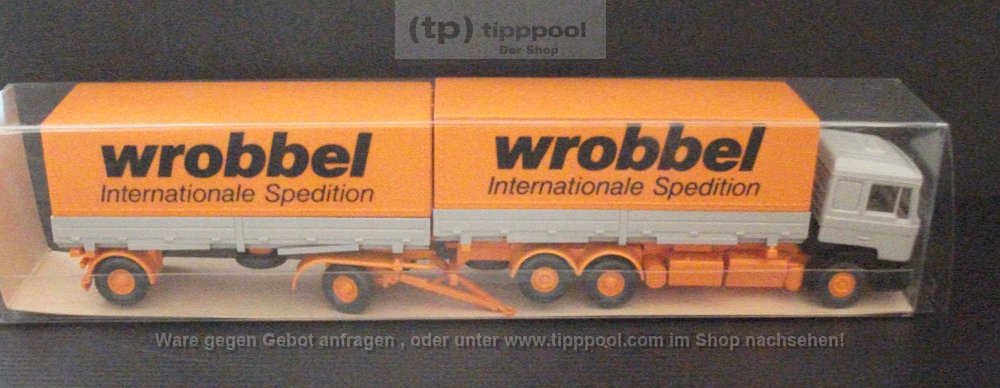 (tp) tipppool
Der Shop
wrobbel
Internationale Spedition
wrobbel
Internationale Spedition
Ware gegen Gebot anfragen , oder unter www.tipppool.com im Shop nachsehen!